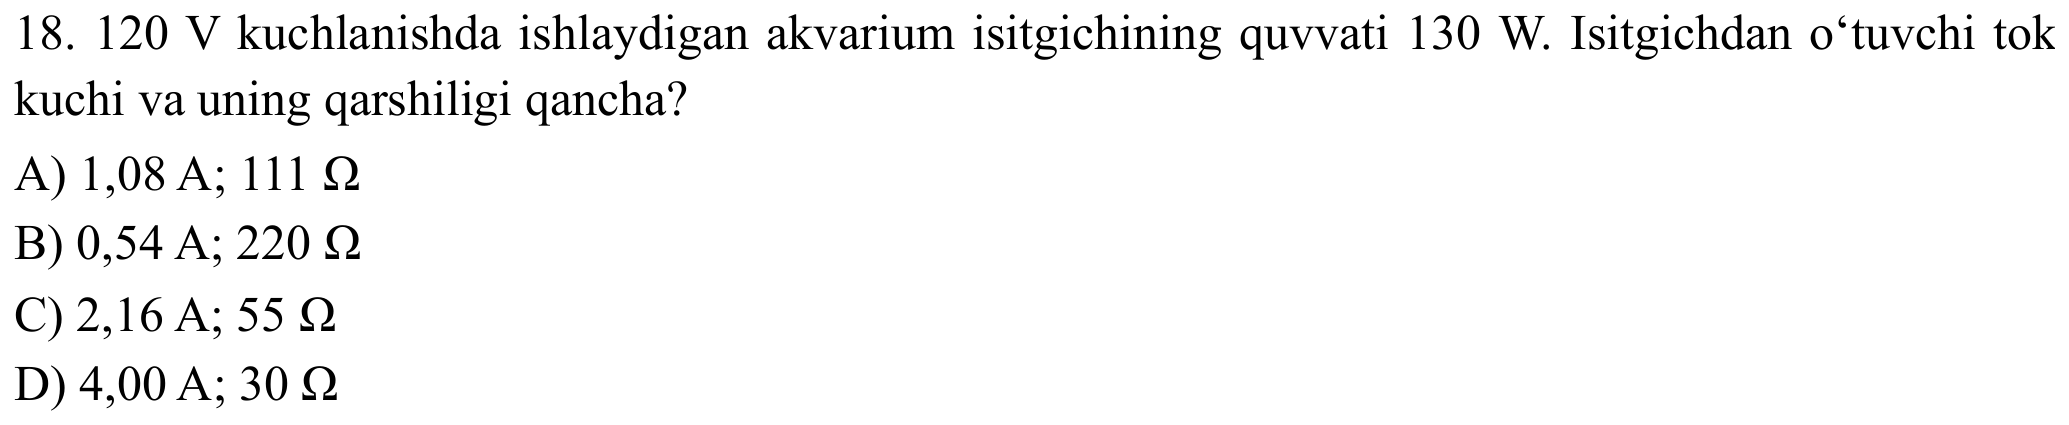 18. 120 V kuchlanishda ishlaydigan akvarium isitgichining quvvati 130 W. Isitgichdan o‘tuvchi tok
kuchi va uning qarshiligi qancha?
A) 1,08 A; 111 Ω
B) 0,54 A; 220 Ω
C) 2,16 A; 55 Ω
D) 4,00 A; 30 Ω